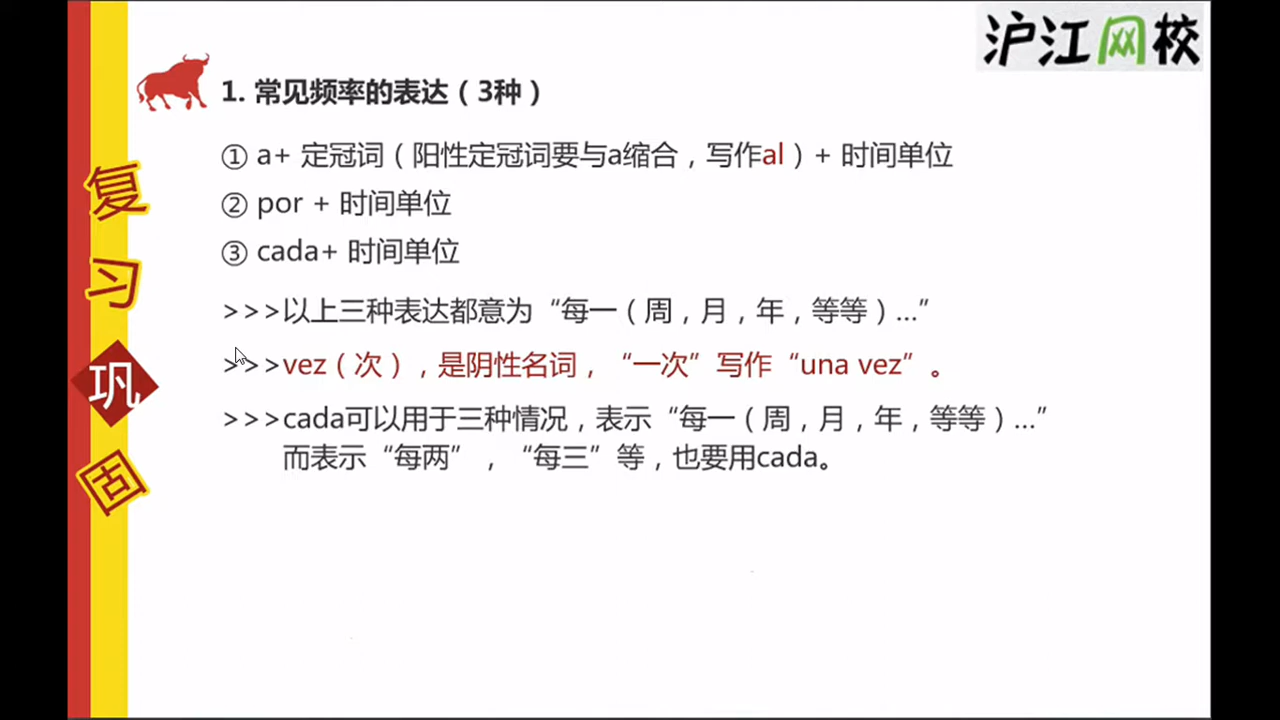 沪江网校
1. 常见频率的表达（3种）
① a+ 定冠词（阳性定冠词要与a缩合，写作al）+ 时间单位
② por + 时间单位
③ cada+ 时间单位
>>>以上三种表达都意为“每一（周，月，年，等等）…”
>>>vez（次），是阴性名词，“一次”写作“una vez”。
>>>cada可以用于三种情况，表示“每一（周，月，年，等等）…”
而表示“每两”，“每三”等，也要用cada。
复
习
巩
固